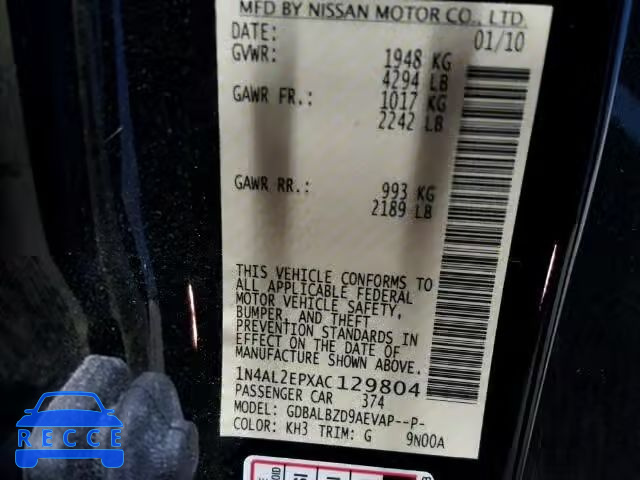 MFD BY NISSAN MOTOR CO., LTD.
DATE: 01/10
GVWR: 1948 KG
4294 LB
GAWR FR.: 1017 KG
2242 LB
GAWR RR.: 993 KG
2189 LB
THIS VEHICLE CONFORMS TO
ALL APPLICABLE FEDERAL
MOTOR VEHICLE SAFETY,
BUMPER, AND THEFT
PREVENTION STANDARDS IN
EFFECT ON THE DATE OF
MANUFACTURE SHOWN ABOVE.
1N4AL2EPXAC129804
PASSENGER CAR 374
MODEL: GDBALBZD9AEVAP--P-
COLOR: KH3 TRIM: G 9N00A
RECCE